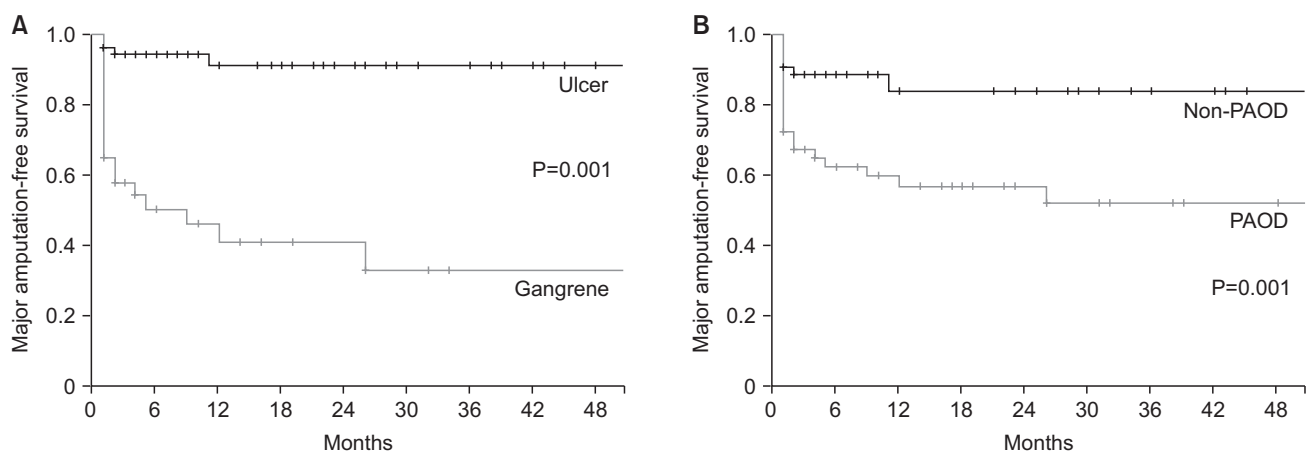 A
Major amputation-free survival
1.0
0.8
0.6
0.4
0.2
0
Ulcer
P=0.001
Gangrene
0 6 12 18 24 30 36 42 48
Months
B
Major amputation-free survival
1.0
0.8
0.6
0.4
0.2
0
Non-PAOD
PAOD
P=0.001
0 6 12 18 24 30 36 42 48
Months